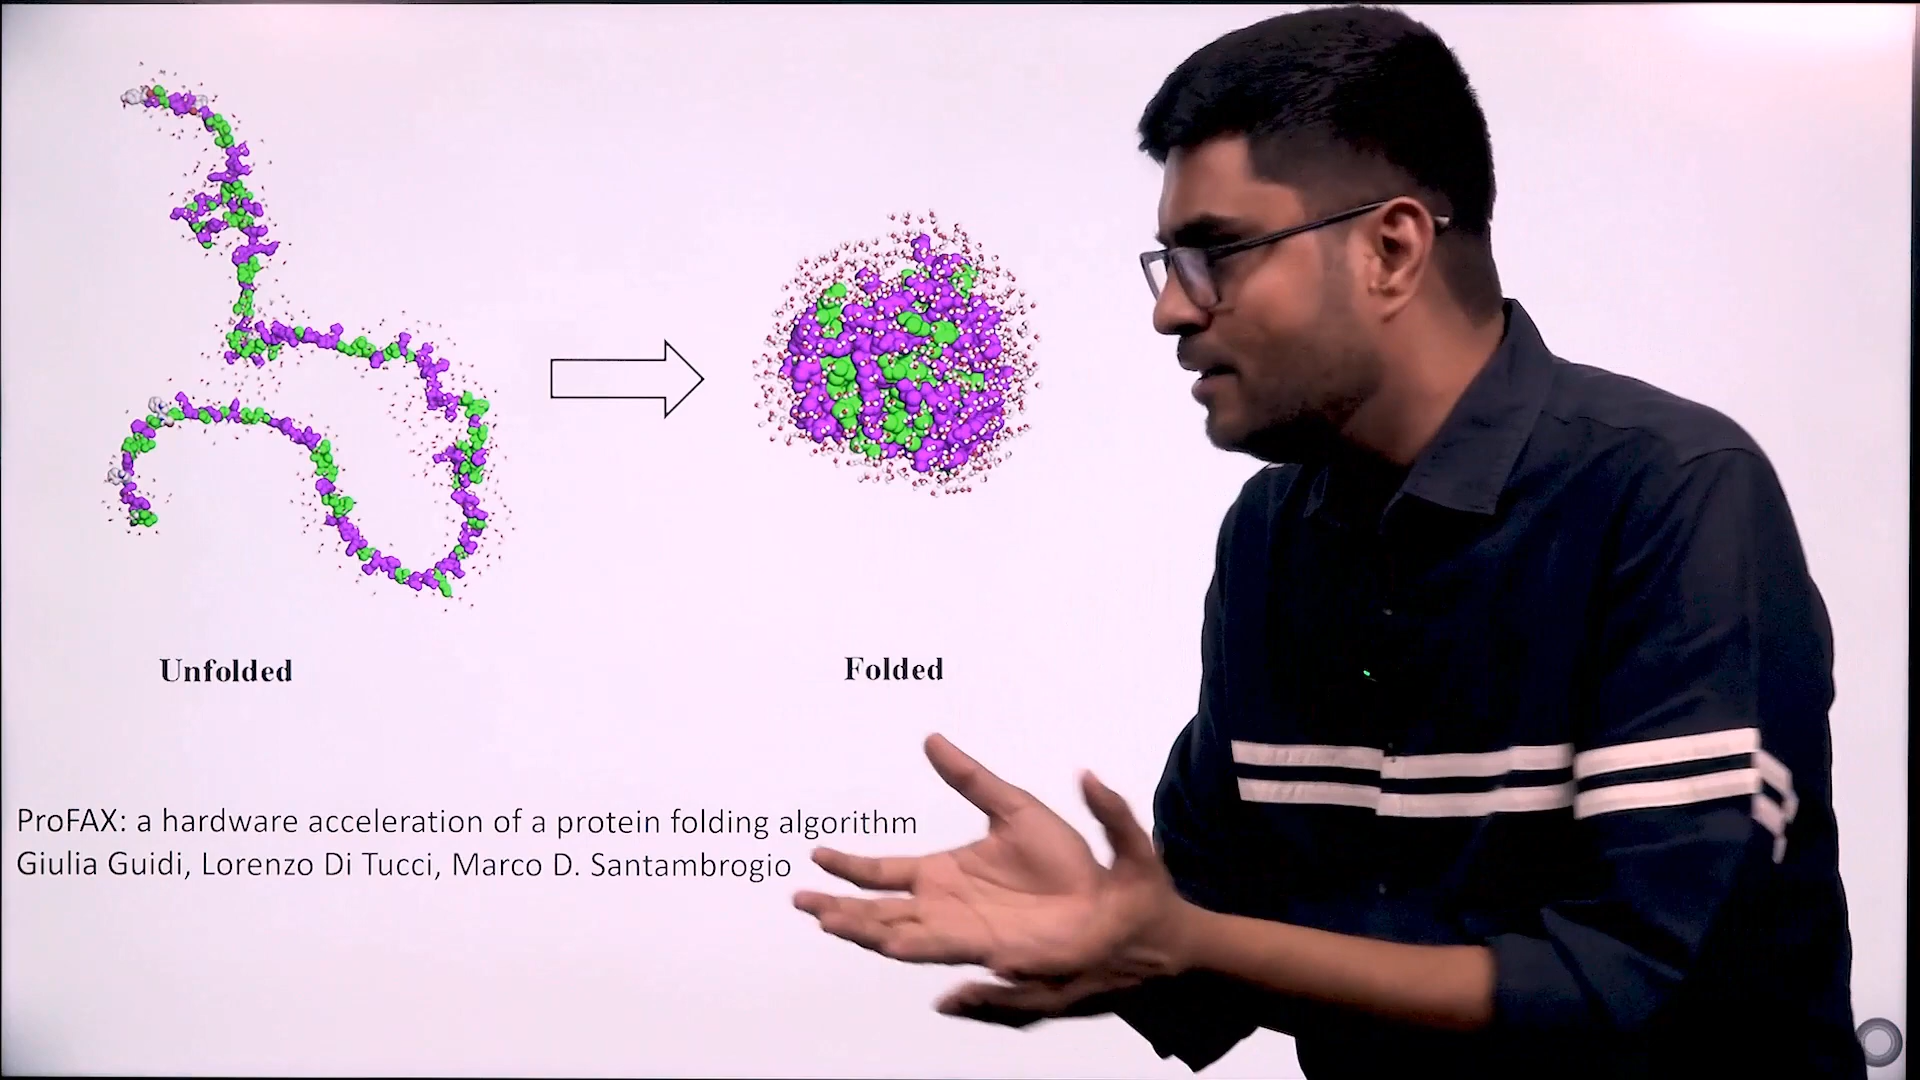 Unfolded
Folded
ProFAX: a hardware acceleration of a protein folding algorithm
Giulia Guidi, Lorenzo Di Tucci, Marco D. Santambrogio